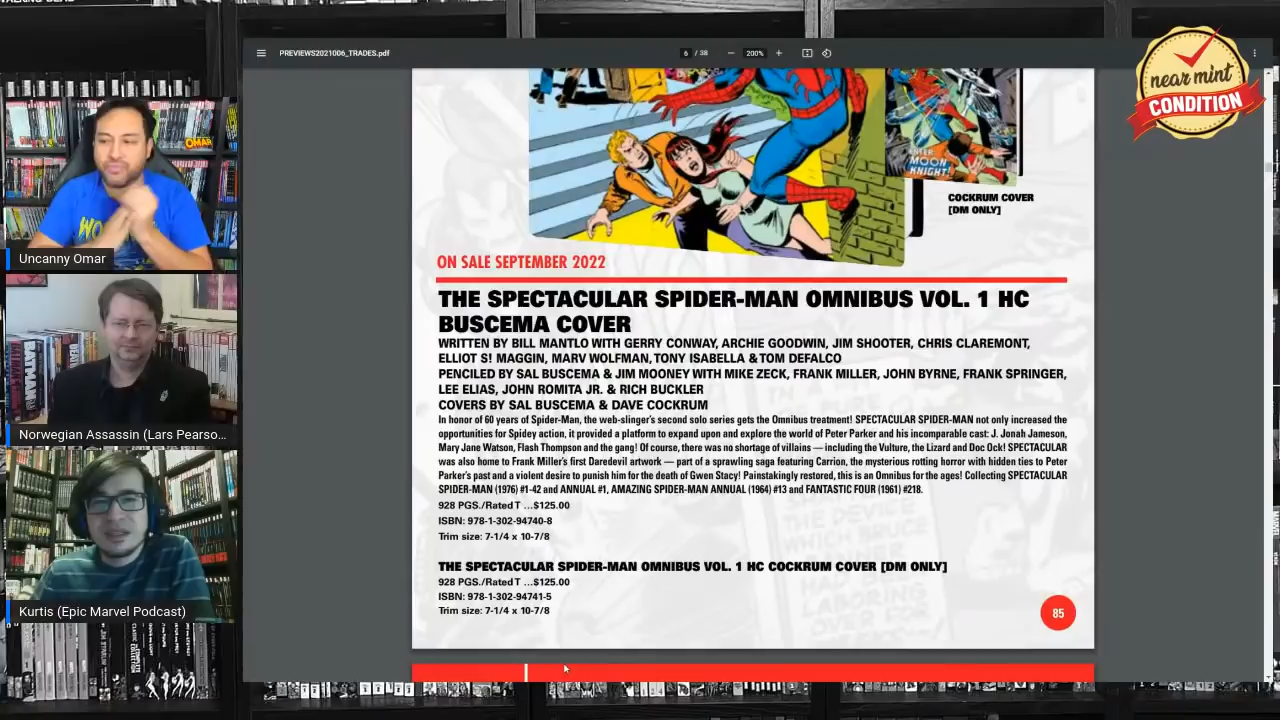 PREVIEWS2021006_TRADES.pdf
6 / 38
200%
near mint
CONDITION
OMAR
Uncanny Omar
BATMAN
Norwegian Assassin (Lars Pearso...
Kurtis (Epic Marvel Podcast)
MOON
KNIGHT!
COCKRUM COVER
[DM ONLY]
ON SALE SEPTEMBER 2022
THE SPECTACULAR SPIDER-MAN OMNIBUS VOL. 1 HC
BUSCEMA COVER
WRITTEN BY BILL MANTLO WITH GERRY CONWAY, ARCHIE GOODWIN, JIM SHOOTER, CHRIS CLAREMONT,
ELLIOT S! MAGGIN, MARV WOLFMAN, TONY ISABELLA & TOM DEFALCO
PENCILED BY SAL BUSCEMA & JIM MOONEY WITH MIKE ZECK, FRANK MILLER, JOHN BYRNE, FRANK SPRINGER,
LEE ELIAS, JOHN ROMITA JR. & RICH BUCKLER
COVERS BY SAL BUSCEMA & DAVE COCKRUM
In honor of 60 years of Spider-Man, the web-slinger's second solo series gets the Omnibus treatment! SPECTACULAR SPIDER-MAN not only increased the
opportunities for Spidey action, it provided a platform to expand upon and explore the world of Peter Parker and his incomparable cast: J. Jonah Jameson,
Mary Jane Watson, Flash Thompson and the gang! Of course, there was no shortage of villains — including the Vulture, the Lizard and Doc Ock! SPECTACULAR
was also home to Frank Miller's first Daredevil artwork — part of a sprawling saga featuring Carrion, the mysterious rotting horror with hidden ties to Peter
Parker's past and a violent desire to punish him for the death of Gwen Stacy! Painstakingly restored, this is an Omnibus for the ages! Collecting SPECTACULAR
SPIDER-MAN (1976) #1-42 and ANNUAL #1, AMAZING SPIDER-MAN ANNUAL (1964) #13 and FANTASTIC FOUR (1961) #218.
928 PGS./Rated T ...$125.00
ISBN: 978-1-302-94740-8
Trim size: 7-1/4 x 10-7/8
THE SPECTACULAR SPIDER-MAN OMNIBUS VOL. 1 HC COCKRUM COVER [DM ONLY]
928 PGS./Rated T ...$125.00
ISBN: 978-1-302-94741-5
Trim size: 7-1/4 x 10-7/8
85